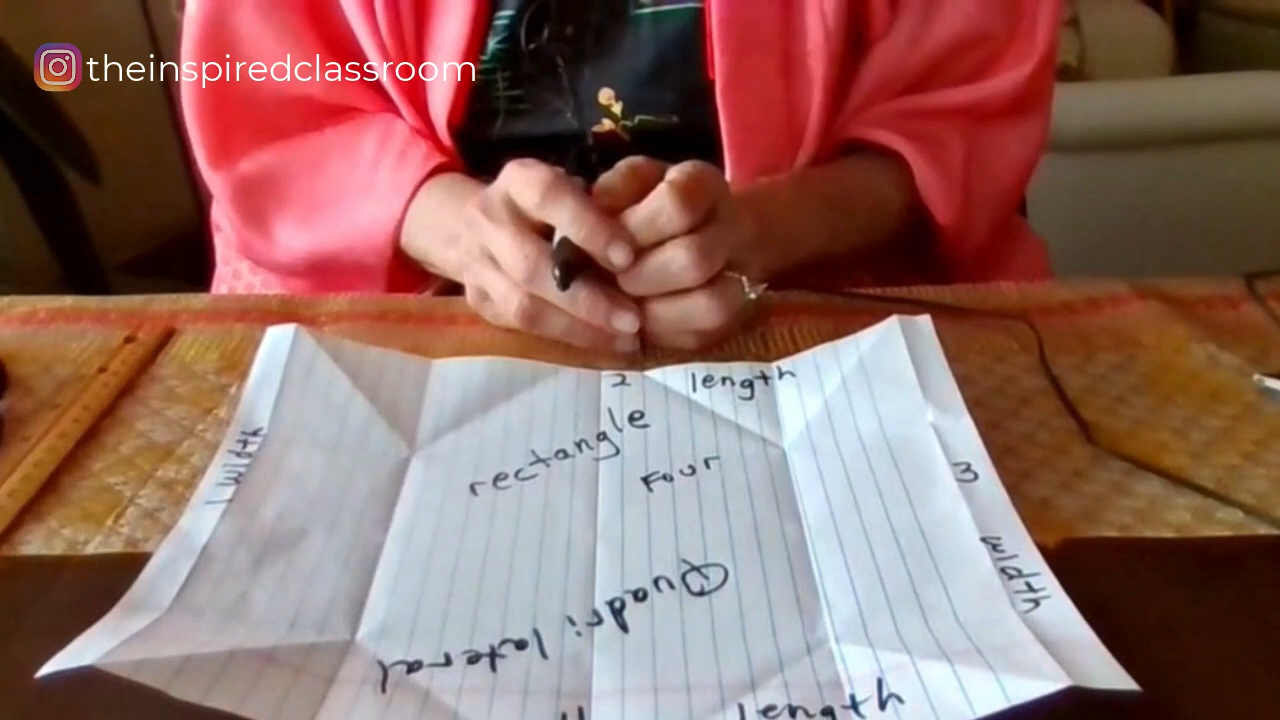 theinspiredclassroom
2 length
rectangle
Four
1 width
3 width
Quadrilateral
length